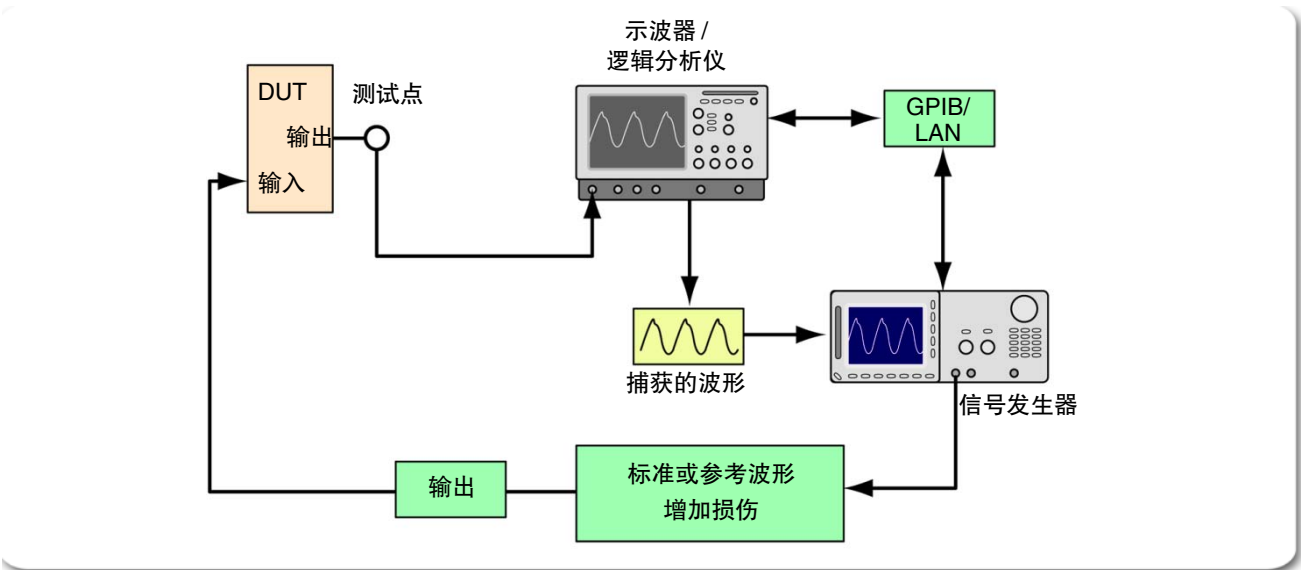 示波器 /
逻辑分析仪
DUT
测试点
输出
输入
GPIB/
LAN
捕获的波形
信号发生器
标准或参考波形
增加损伤
输出